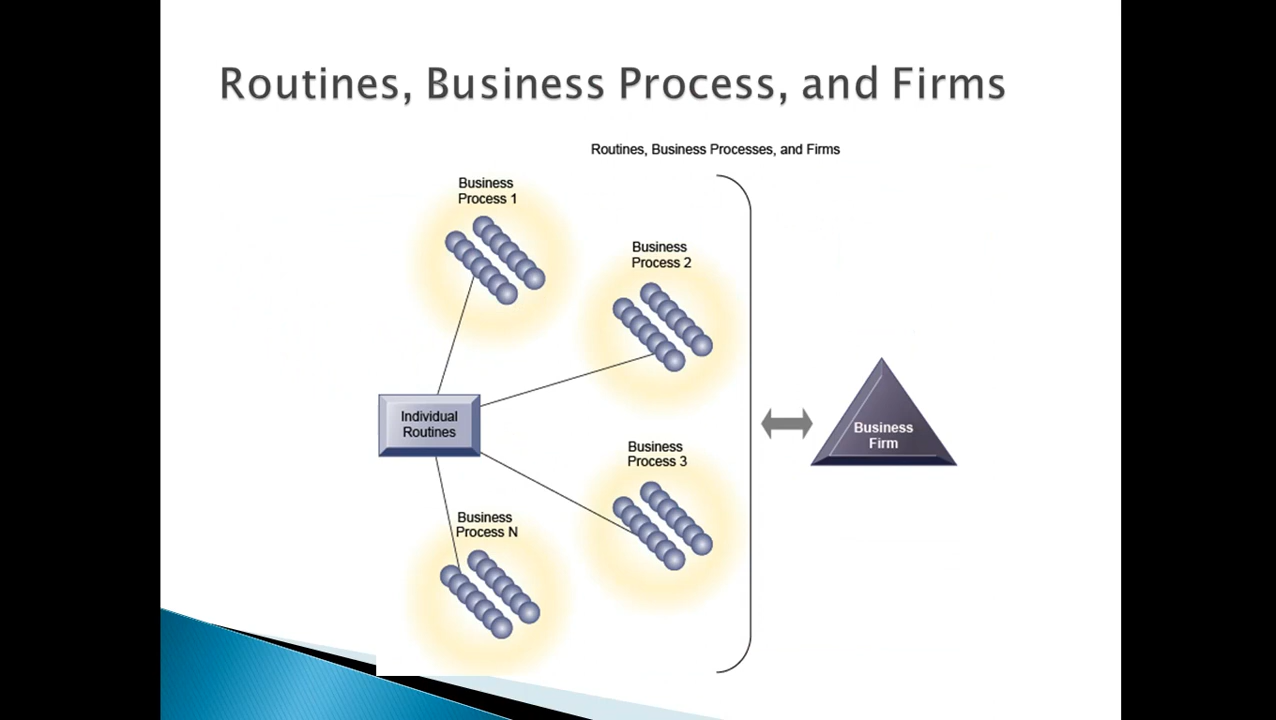 Routines, Business Process, and Firms
Routines, Business Processes, and Firms
Business
Process 1
Business
Process 2
Individual
Routines
Business
Firm
Business
Process 3
Business
Process N